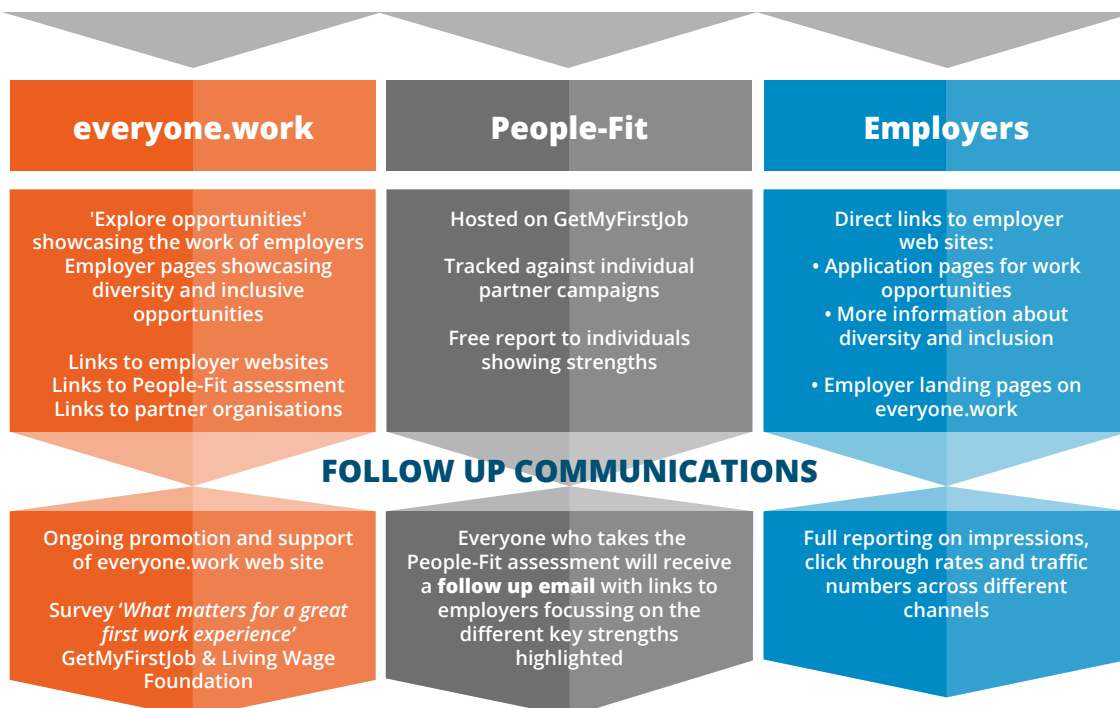 everyone.work
People-Fit
Employers
'Explore opportunities'
showcasing the work of employers
Employer pages showcasing
diversity and inclusive
opportunities
Links to employer websites
Links to People-Fit assessment
Links to partner organisations
Hosted on GetMyFirstJob
Tracked against individual
partner campaigns
Free report to individuals
showing strengths
Direct links to employer
web sites:
• Application pages for work
opportunities
• More information about
diversity and inclusion
• Employer landing pages on
everyone.work
FOLLOW UP COMMUNICATIONS
Ongoing promotion and support
of everyone.work web site
Survey ‘What matters for a great
first work experience’
GetMyFirstJob & Living Wage
Foundation
Everyone who takes the
People-Fit assessment will receive
a follow up email with links to
employers focussing on the
different key strengths
highlighted
Full reporting on impressions,
click through rates and traffic
numbers across different
channels